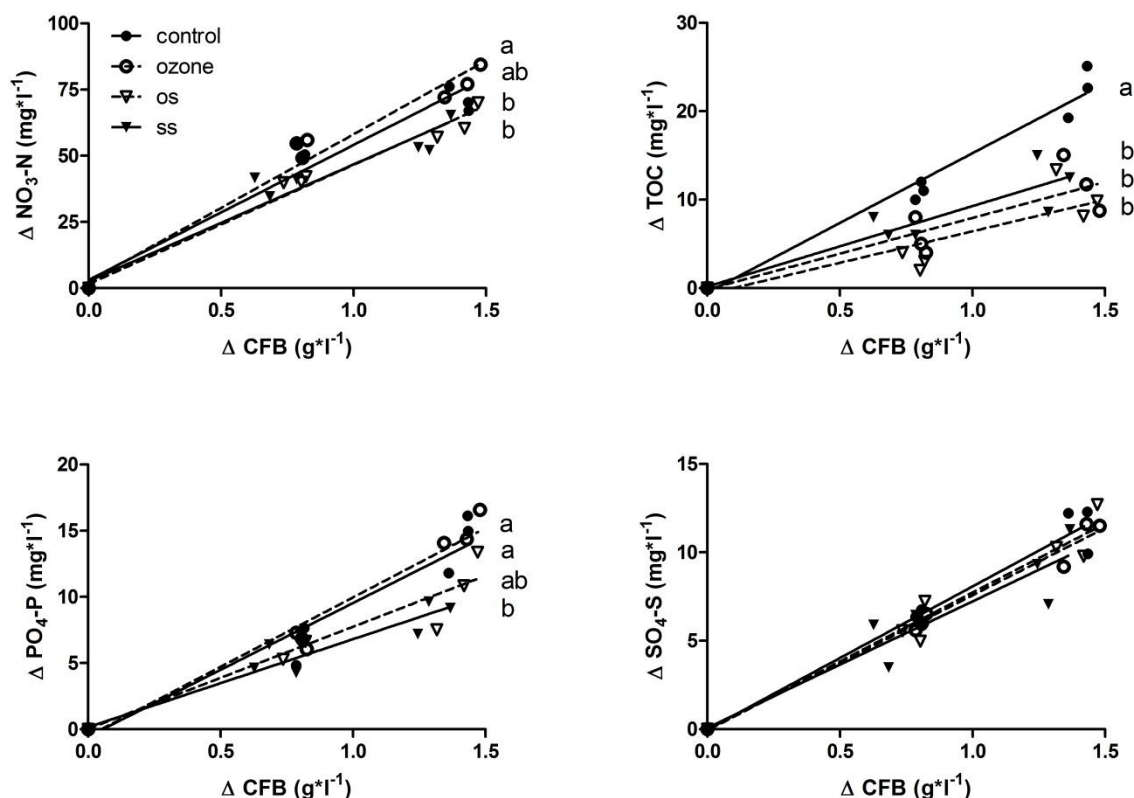 100
75
50
25
0
Δ NO₃-N (mg*l⁻¹)
control
ozone
os
ss
a
ab
b
b
0.0 0.5 1.0 1.5
Δ CFB (g*l⁻¹)
30
20
10
0
Δ TOC (mg*l⁻¹)
a
b
b
b
0.0 0.5 1.0 1.5
Δ CFB (g*l⁻¹)
20
15
10
5
0
Δ PO₄-P (mg*l⁻¹)
a
a
ab
b
0.0 0.5 1.0 1.5
Δ CFB (g*l⁻¹)
15
10
5
0
Δ SO₄-S (mg*l⁻¹)
0.0 0.5 1.0 1.5
Δ CFB (g*l⁻¹)